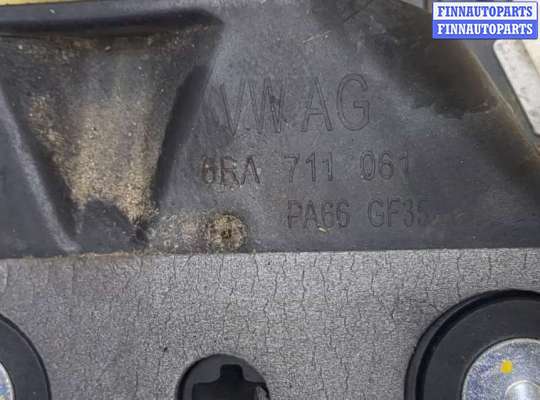 FINNAUTOPARTS
FINNAUTOPARTS
VW AG
6RA 711 061
PA66 GF35